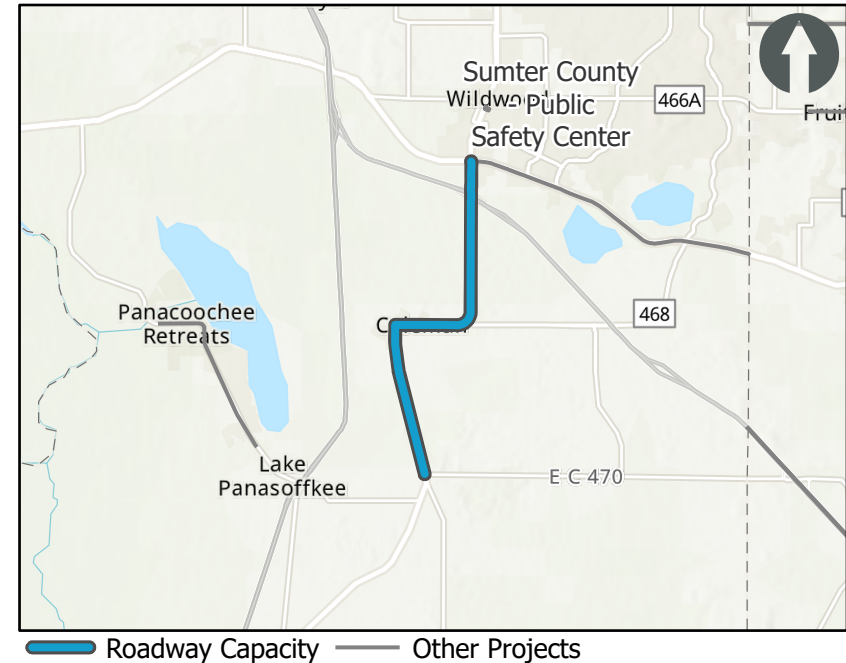 Sumter County
Wildwood
Public
Safety Center
466A
Panacoochee
Retreats
468
Lake
Panasoffkee
E C 470
Roadway Capacity
Other Projects